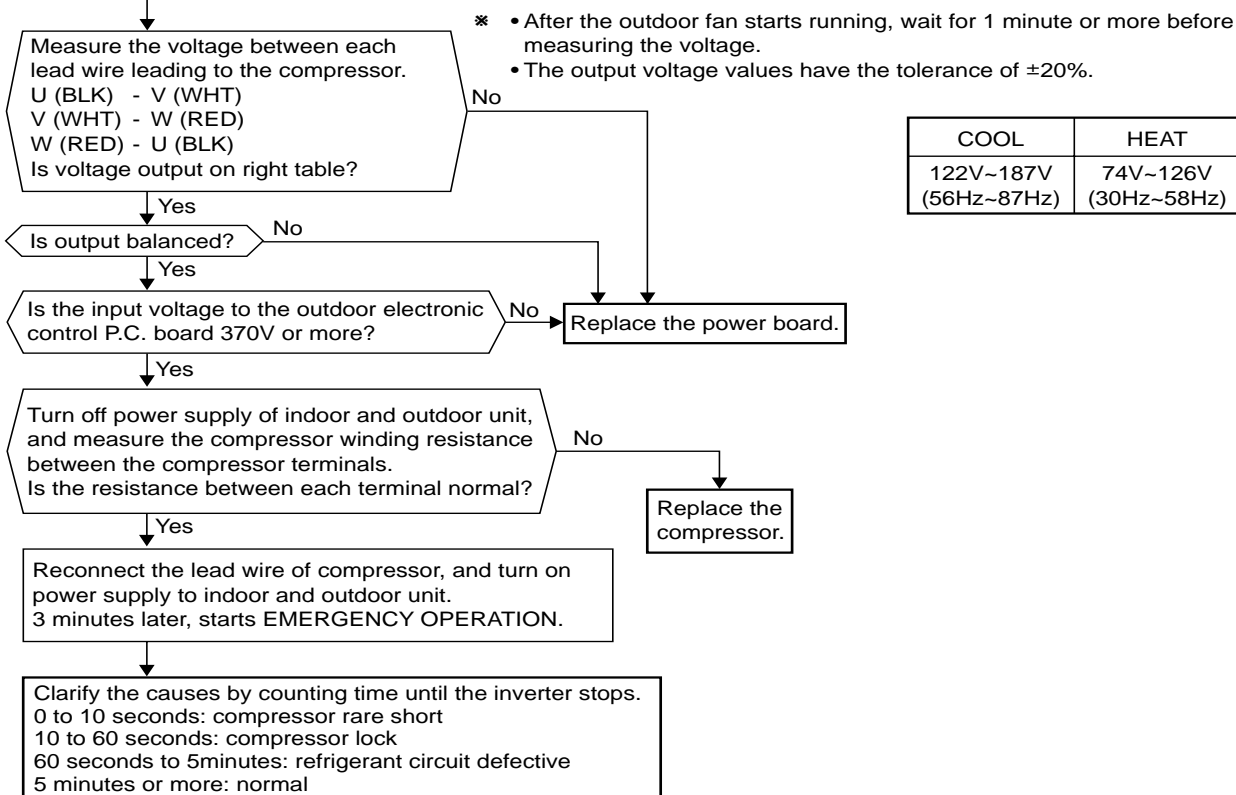 ※ • After the outdoor fan starts running, wait for 1 minute or more before
measuring the voltage.
• The output voltage values have the tolerance of ±20%.
Measure the voltage between each
lead wire leading to the compressor.
U (BLK) - V (WHT)
V (WHT) - W (RED)
W (RED) - U (BLK)
Is voltage output on right table?
No
COOL HEAT
122V~187V 74V~126V
(56Hz~87Hz) (30Hz~58Hz)
Yes
Is output balanced?
No
Yes
Is the input voltage to the outdoor electronic
control P.C. board 370V or more?
No
Replace the power board.
Yes
Turn off power supply of indoor and outdoor unit,
and measure the compressor winding resistance
between the compressor terminals.
Is the resistance between each terminal normal?
No
Replace the
compressor.
Yes
Reconnect the lead wire of compressor, and turn on
power supply to indoor and outdoor unit.
3 minutes later, starts EMERGENCY OPERATION.
Clarify the causes by counting time until the inverter stops.
0 to 10 seconds: compressor rare short
10 to 60 seconds: compressor lock
60 seconds to 5minutes: refrigerant circuit defective
5 minutes or more: normal